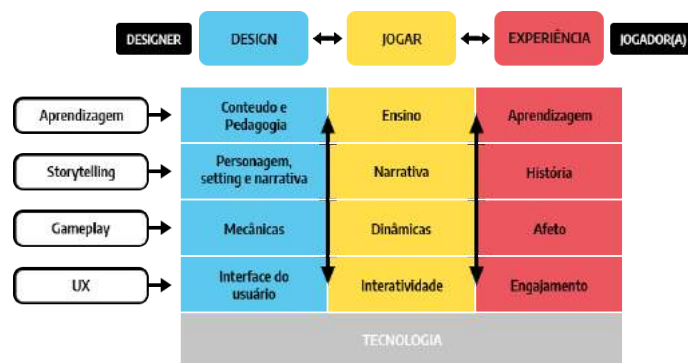 DESIGNER
DESIGN
JOGAR
EXPERIÊNCIA
JOGADOR(A)
Aprendizagem
Conteudo e
Pedagogia
Ensino
Aprendizagem
Storytelling
Personagem,
setting e narrativa
Narrativa
História
Gameplay
Mecânicas
Dinâmicas
Afeto
UX
Interface do
usuário
Interatividade
Engajamento
TECNOLOGIA